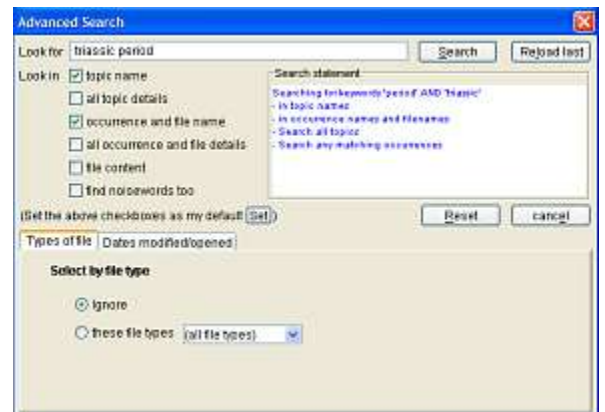 Advanced Search
Look for triassic period Search Reload last
Look in topic name
all topic details
occurrence and file name
all occurrence and file details
file content
find noisewords too
Search statement
Searching for keywords 'period' AND 'triassic'
- in topic names
- in occurrence names and filenames
- Search all topics
- Search any matching occurrences
(Set the above checkboxes as my default Set)
Reset cancel
Types of file Dates modified/opened
Select by file type
Ignore
these file types (all file types)